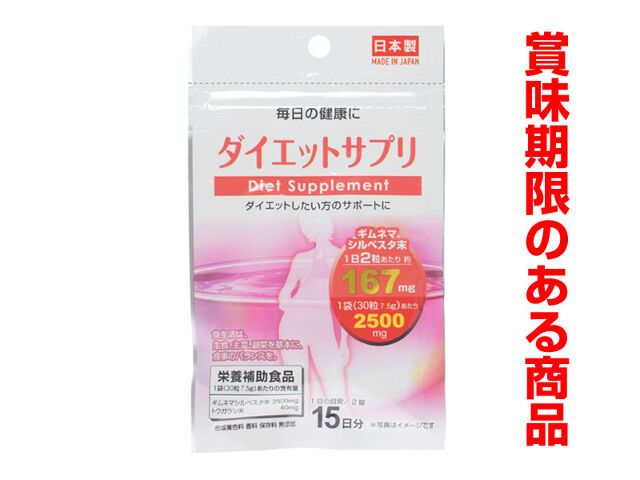 日本製
MADE IN JAPAN
毎日の健康に
ダイエットサプリ
Diet Supplement
ダイエットしたい方のサポートに
ギムネマ
シルベスタ末
1日2粒あたり 約
167mg
1袋(30粒 7.5g)あたり
2500
mg
食生活は、
主食、主菜、副菜を基本に、
食事のバランスを。
栄養補助食品
1袋(30粒 7.5g)あたりの含有量
ギムネマシルベスタ末 2500mg
トウガラシ末 40mg
合成着色料 香料 保存料 無添加
1日の目安/2錠
15日分
※写真はイメージです
賞味期限のある商品